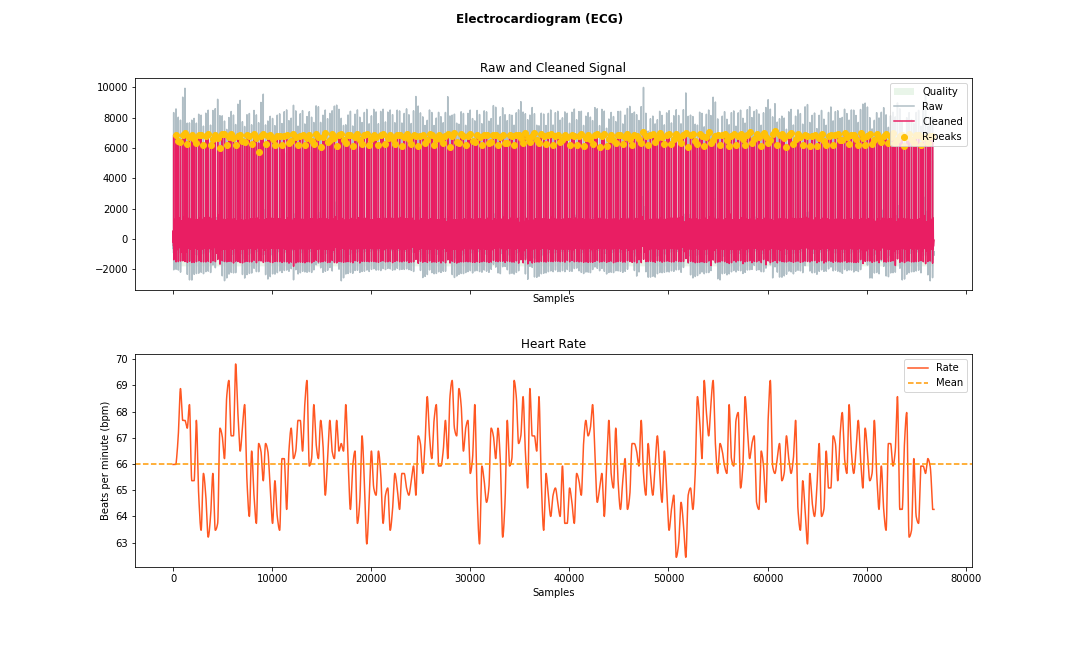 Electrocardiogram (ECG)
Raw and Cleaned Signal
10000
8000
6000
4000
2000
0
−2000
Quality
Raw
Cleaned
R-peaks
Samples
Heart Rate
70
69
68
67
66
65
64
63
Beats per minute (bpm)
Rate
Mean
0
10000
20000
30000
40000
50000
60000
70000
80000
Samples